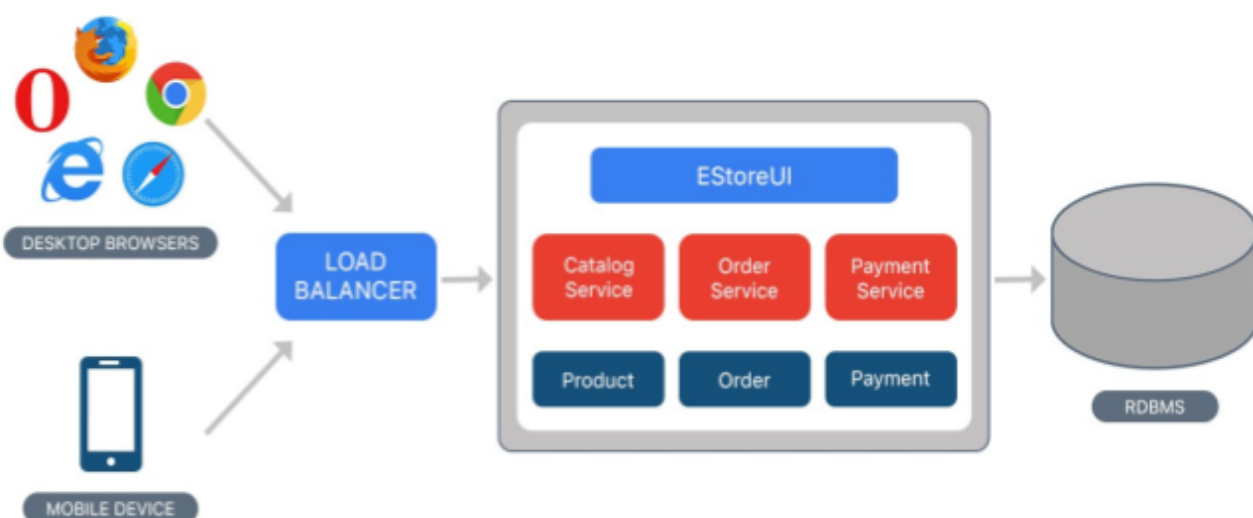 DESKTOP BROWSERS
LOAD
BALANCER
EStoreUI
Catalog
Service
Order
Service
Payment
Service
Product
Order
Payment
RDBMS
MOBILE DEVICE